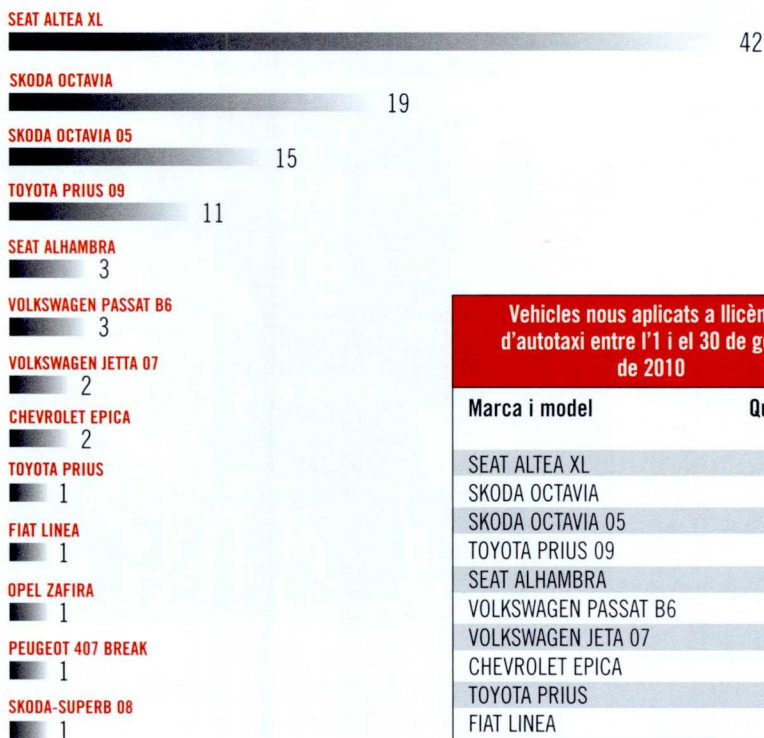 SEAT ALTEA XL
42
SKODA OCTAVIA
19
SKODA OCTAVIA 05
15
TOYOTA PRIUS 09
11
SEAT ALHAMBRA
3
VOLKSWAGEN PASSAT B6
3
VOLKSWAGEN JETTA 07
2
CHEVROLET EPICA
2
TOYOTA PRIUS
1
FIAT LINEA
1
OPEL ZAFIRA
1
PEUGEOT 407 BREAK
1
SKODA-SUPERB 08
1
Vehicles nous aplicats a
d'autotaxi entre l'1 i el 30 de
de 2010
Marca i model
SEAT ALTEA XL
SKODA OCTAVIA
SKODA OCTAVIA 05
TOYOTA PRIUS 09
SEAT ALHAMBRA
VOLKSWAGEN PASSAT B6
VOLKSWAGEN JETA 07
CHEVROLET EPICA
TOYOTA PRIUS
FIAT LINEA